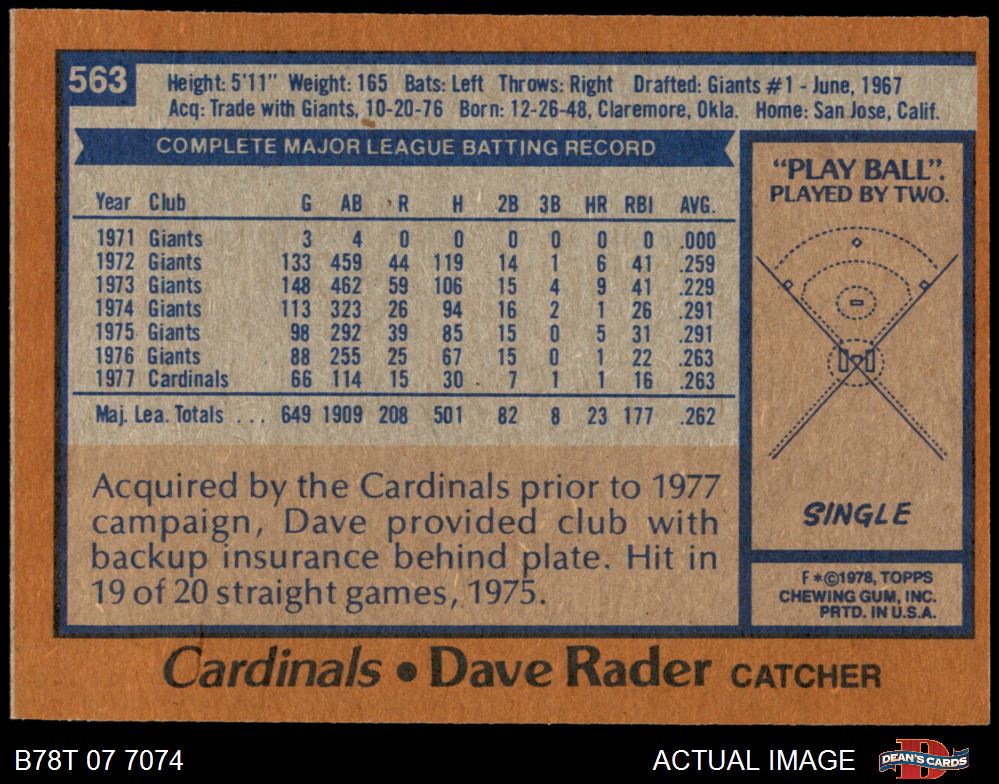 563
Height: 5'11" Weight: 165 Bats: Left Throws: Right Drafted: Giants #1 - June, 1967
Acq: Trade with Giants, 10-20-76 Born: 12-26-48, Claremore, Okla. Home: San Jose, Calif.
COMPLETE MAJOR LEAGUE BATTING RECORD
Year Club G AB R H 2B 3B HR RBI AVG.
1971 Giants 3 4 0 0 0 0 0 0 .000
1972 Giants 133 459 44 119 14 1 6 41 .259
1973 Giants 148 462 59 106 15 4 9 41 .229
1974 Giants 113 323 26 94 16 2 1 26 .291
1975 Giants 98 292 39 85 15 0 5 31 .291
1976 Giants 88 255 25 67 15 0 1 22 .263
1977 Cardinals 66 114 15 30 7 1 1 16 .263
Maj. Lea. Totals ... 649 1909 208 501 82 8 23 177 .262
Acquired by the Cardinals prior to 1977
campaign, Dave provided club with
backup insurance behind plate. Hit in
19 of 20 straight games, 1975.
"PLAY BALL".
PLAYED BY TWO.
SINGLE
F*©1978, TOPPS
CHEWING GUM, INC.
PRTD. IN U.S.A.
Cardinals • Dave Rader CATCHER
B78T 07 7074
ACTUAL IMAGE
DEAN'S CARDS